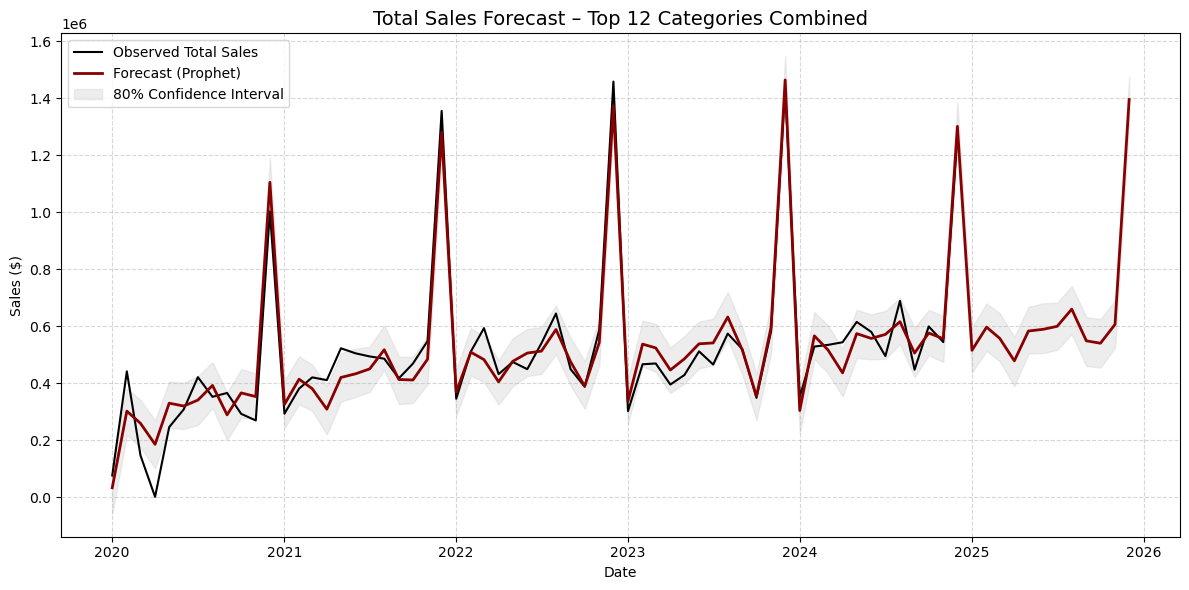 Total Sales Forecast – Top 12 Categories Combined
1e6
Observed Total Sales
Forecast (Prophet)
80% Confidence Interval
1.6
1.4
1.2
1.0
0.8
0.6
0.4
0.2
0.0
Sales ($)
2020 2021 2022 2023 2024 2025 2026
Date